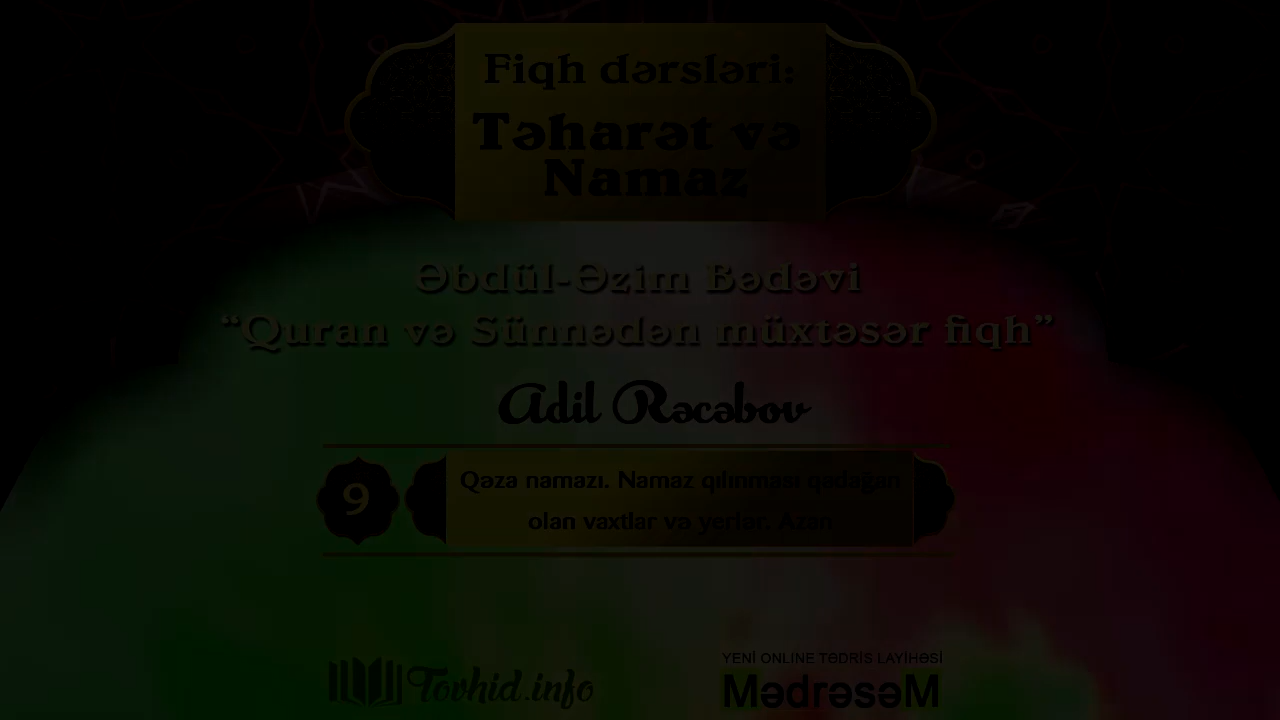 Fiqh dərsləri:
Təharət və
Namaz
Əbdül-Əzim Bədəvi
“Quran və Sünnədən müxtəsər fiqh”
Adil Rəcəbov
9
Qəza namazı. Namaz qılınması qadağan
olan vaxtlar və yerlər. Azan
Tovhid.info
YENİ ONLINE TƏDRİS LAYİHƏSİ
MədrəsəM